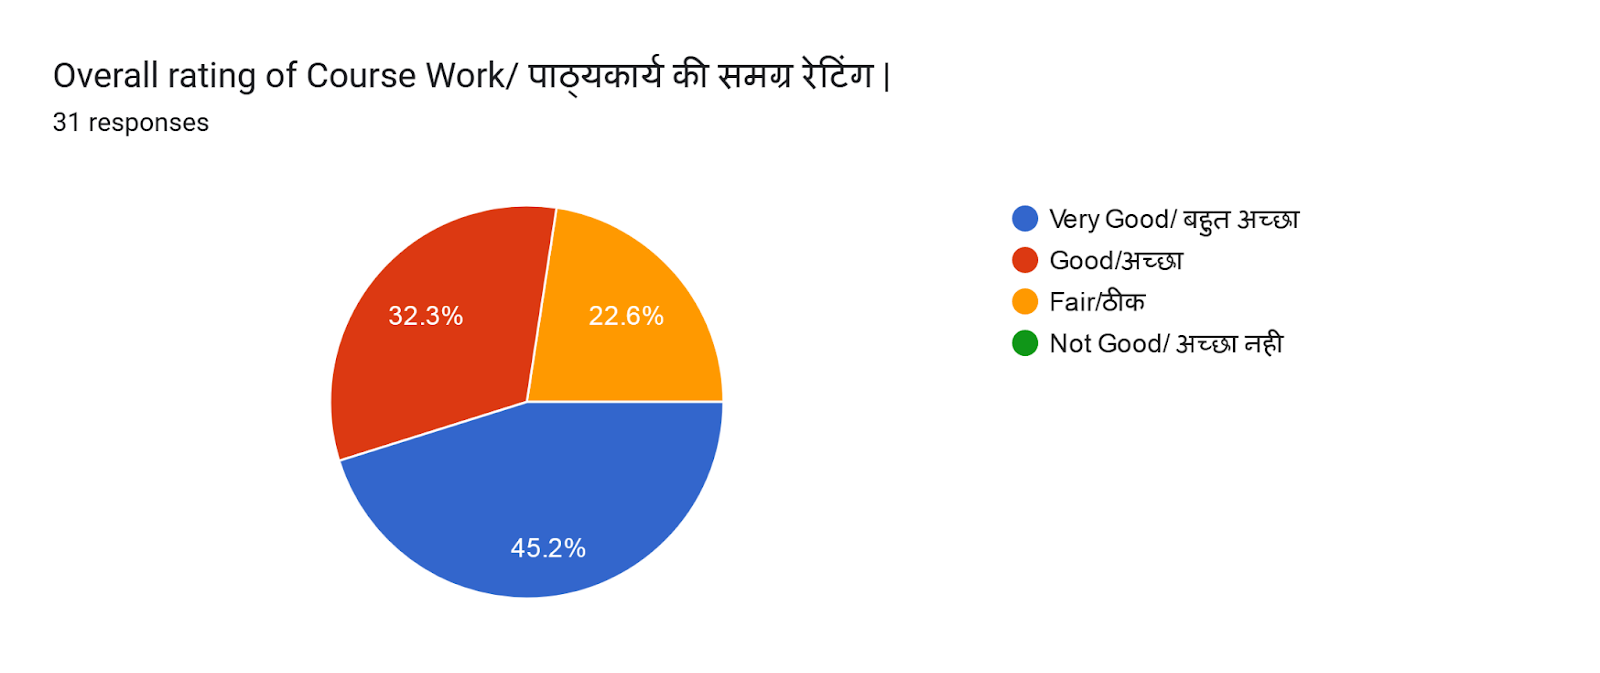 Overall rating of Course Work/ पाठ्यकार्य की समग्र रेटिंग |
31 responses
32.3%
22.6%
45.2%
Very Good/ बहुत अच्छा
Good/अच्छा
Fair/ठीक
Not Good/ अच्छा नही